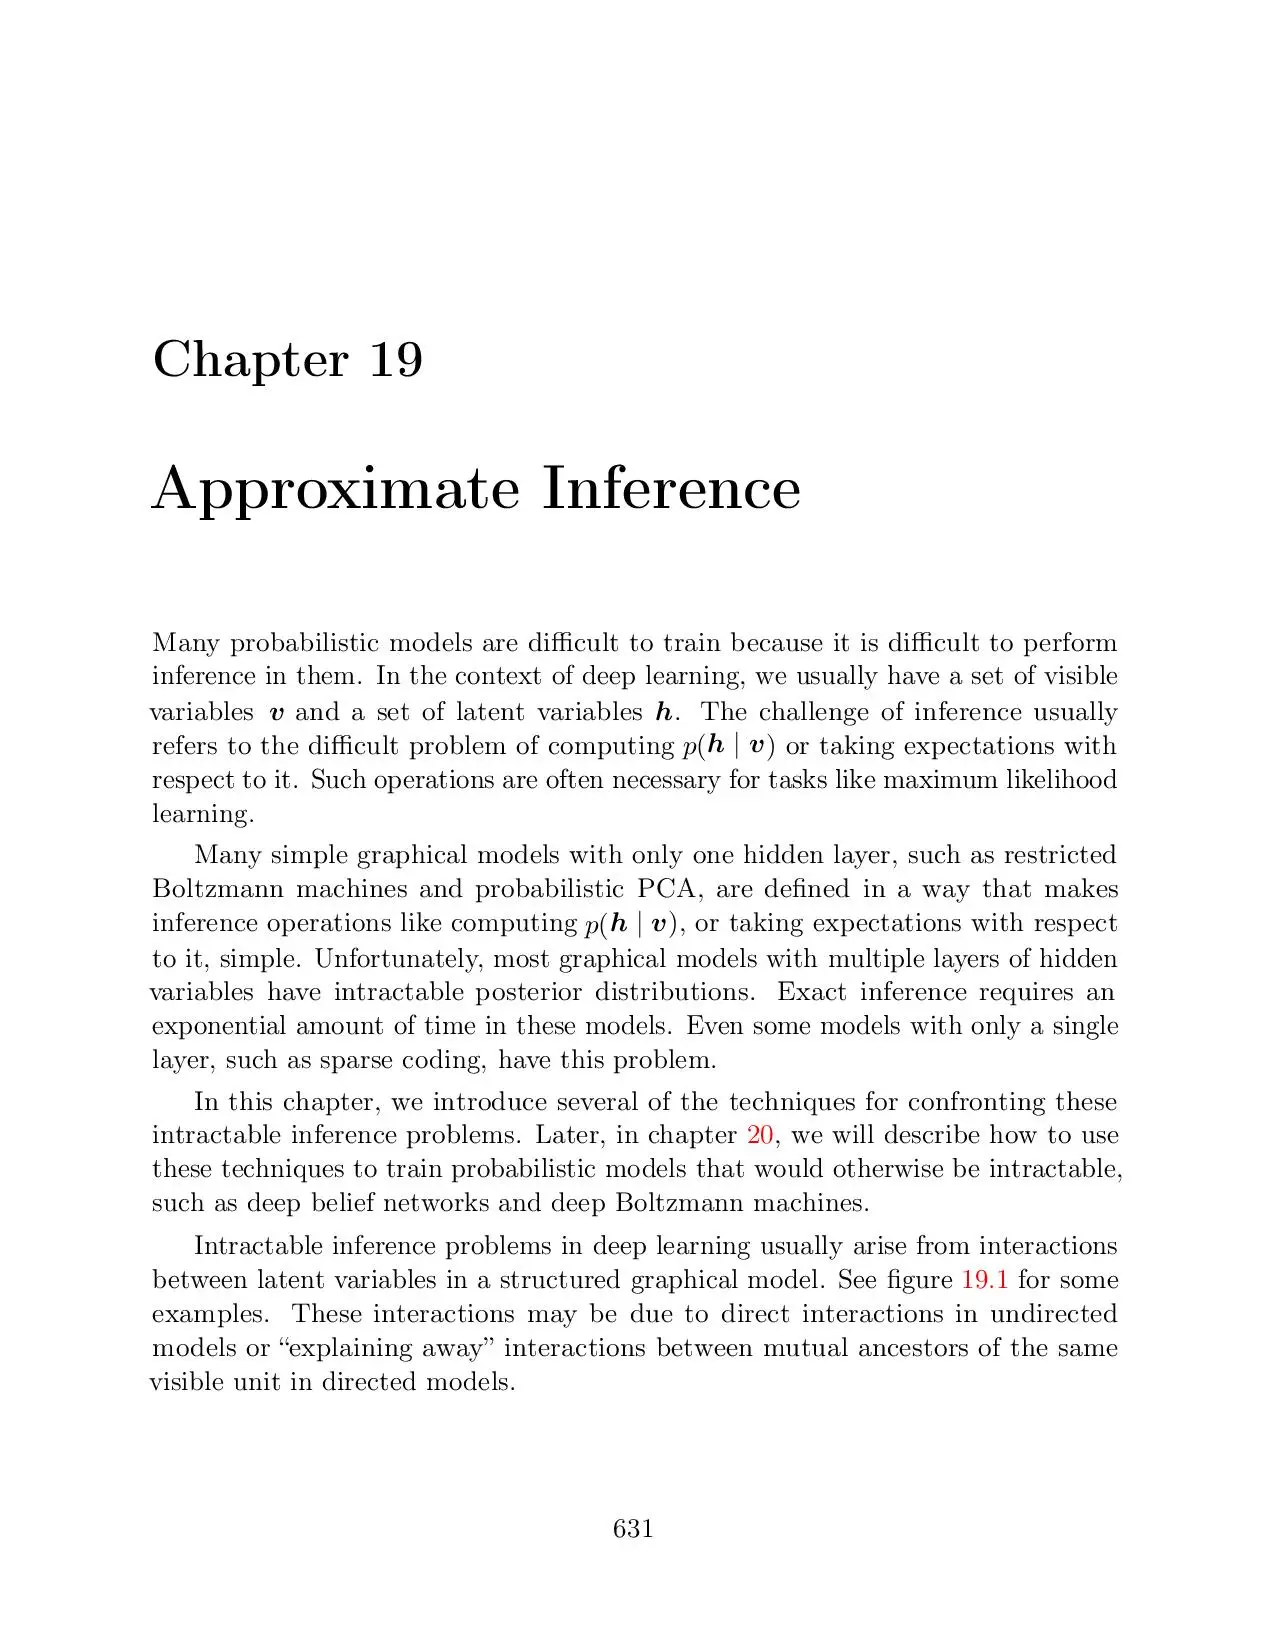 Chapter 19
Approximate Inference
Many probabilistic models are difficult to train because it is difficult to perform
inference in them. In the context of deep learning, we usually have a set of visible
variables v and a set of latent variables h. The challenge of inference usually
refers to the difficult problem of computing p(h | v) or taking expectations with
respect to it. Such operations are often necessary for tasks like maximum likelihood
learning.
Many simple graphical models with only one hidden layer, such as restricted
Boltzmann machines and probabilistic PCA, are defined in a way that makes
inference operations like computing p(h | v), or taking expectations with respect
to it, simple. Unfortunately, most graphical models with multiple layers of hidden
variables have intractable posterior distributions. Exact inference requires an
exponential amount of time in these models. Even some models with only a single
layer, such as sparse coding, have this problem.
In this chapter, we introduce several of the techniques for confronting these
intractable inference problems. Later, in chapter 20, we will describe how to use
these techniques to train probabilistic models that would otherwise be intractable,
such as deep belief networks and deep Boltzmann machines.
Intractable inference problems in deep learning usually arise from interactions
between latent variables in a structured graphical model. See figure 19.1 for some
examples. These interactions may be due to direct interactions in undirected
models or “explaining away” interactions between mutual ancestors of the same
visible unit in directed models.
631